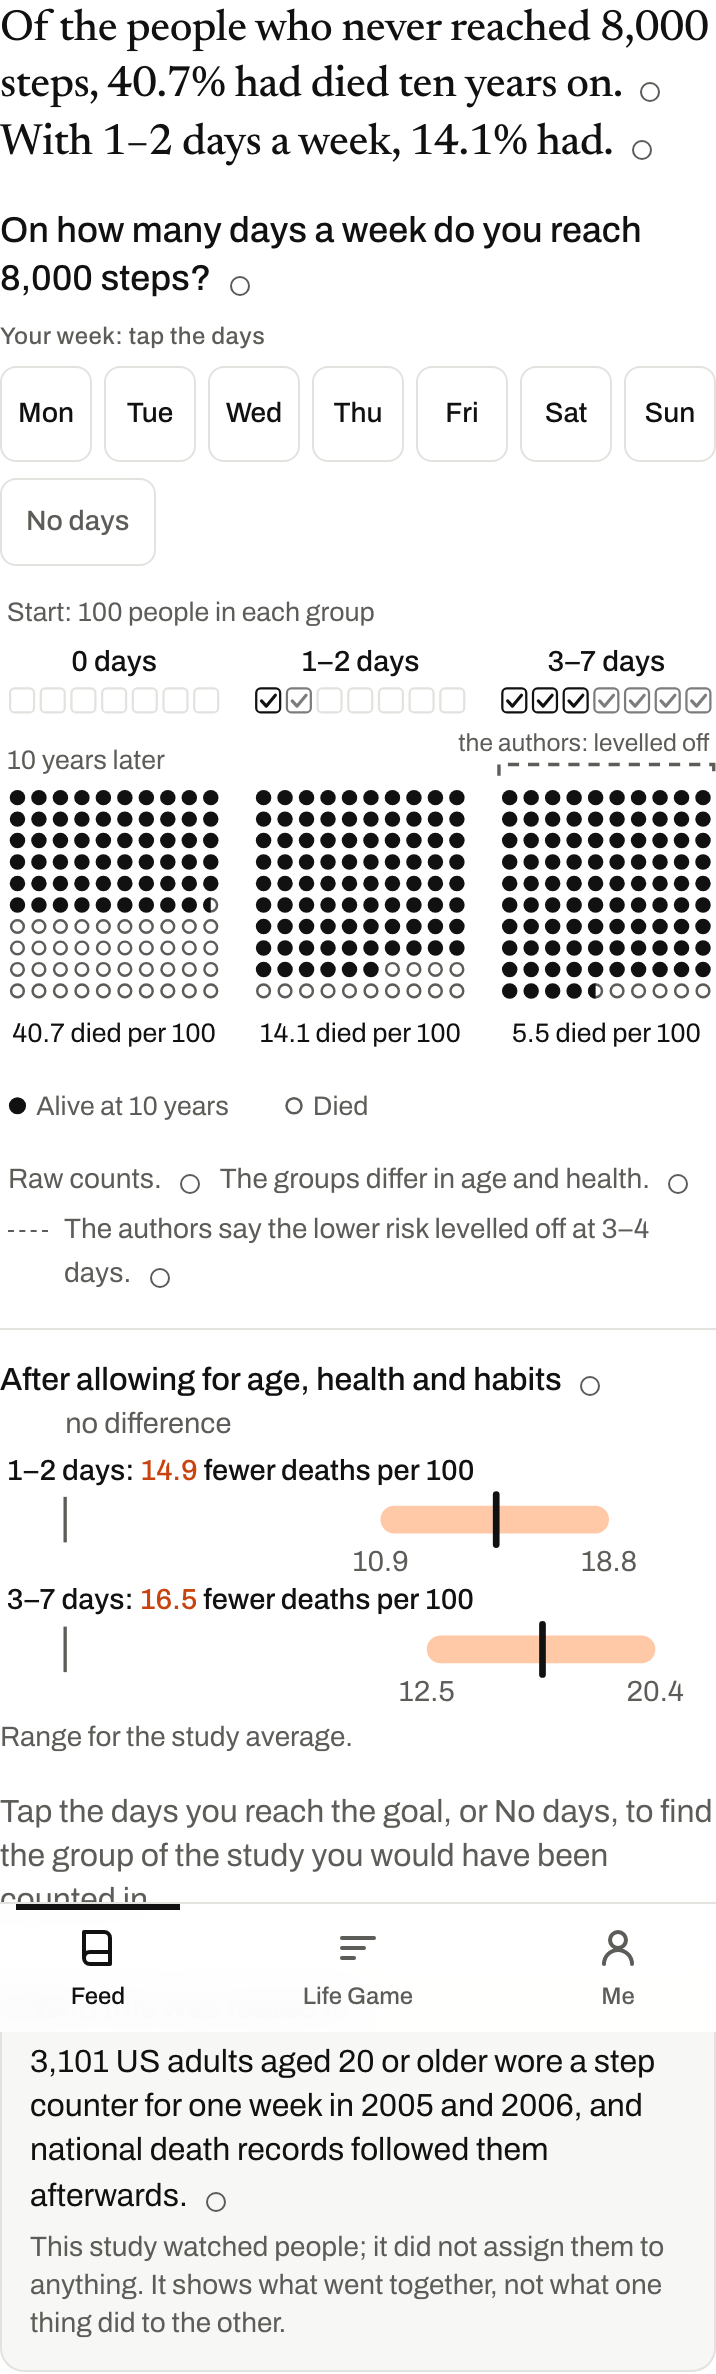 Of the people who never reached 8,000
steps, 40.7% had died ten years on.
With 1–2 days a week, 14.1% had.
On how many days a week do you reach
8,000 steps?
Your week: tap the days
Mon Tue Wed Thu Fri Sat Sun
No days
Start: 100 people in each group
0 days 1–2 days 3–7 days
the authors: levelled off
10 years later
40.7 died per 100 14.1 died per 100 5.5 died per 100
Alive at 10 years Died
Raw counts. The groups differ in age and health.
The authors say the lower risk levelled off at 3–4
days.
After allowing for age, health and habits
no difference
1–2 days: 14.9 fewer deaths per 100
10.9 18.8
3–7 days: 16.5 fewer deaths per 100
12.5 20.4
Range for the study average.
Tap the days you reach the goal, or No days, to find
the group of the study you would have been
counted in
Feed Life Game Me
3,101 US adults aged 20 or older wore a step
counter for one week in 2005 and 2006, and
national death records followed them
afterwards.
This study watched people; it did not assign them to
anything. It shows what went together, not what one
thing did to the other.